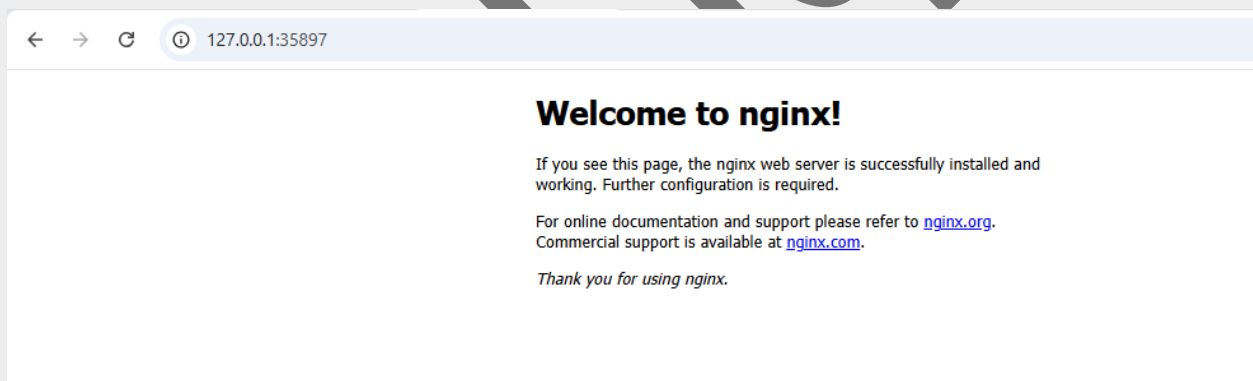 127.0.0.1:35897
Welcome to nginx!
If you see this page, the nginx web server is successfully installed and
working. Further configuration is required.
For online documentation and support please refer to nginx.org.
Commercial support is available at nginx.com.
Thank you for using nginx.